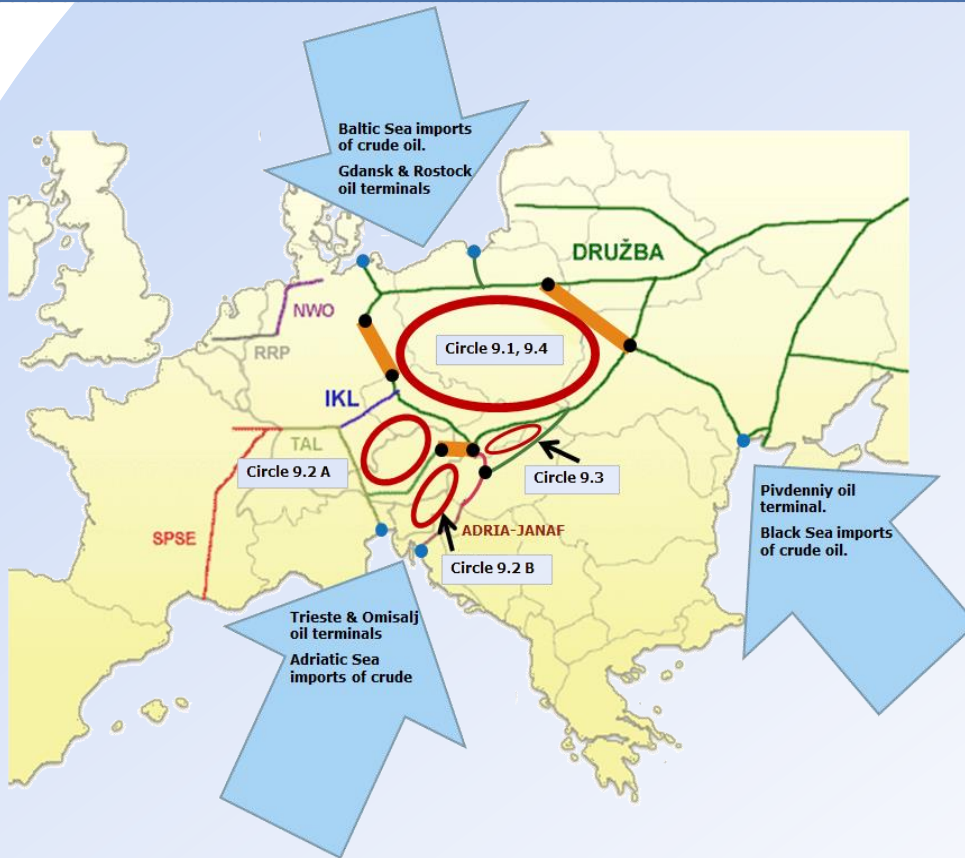 Baltic Sea imports
of crude oil.
Gdansk & Rostock
oil terminals
DRUŽBA
NWO
RRP
Circle 9.1, 9.4
IKL
TAL
Circle 9.2 A
Circle 9.3
SPSE
ADRIA-JANAF
Circle 9.2 B
Pivdenniy oil
terminal.
Black Sea imports
of crude oil.
Trieste & Omisalj
oil terminals
Adriatic Sea
imports of crude